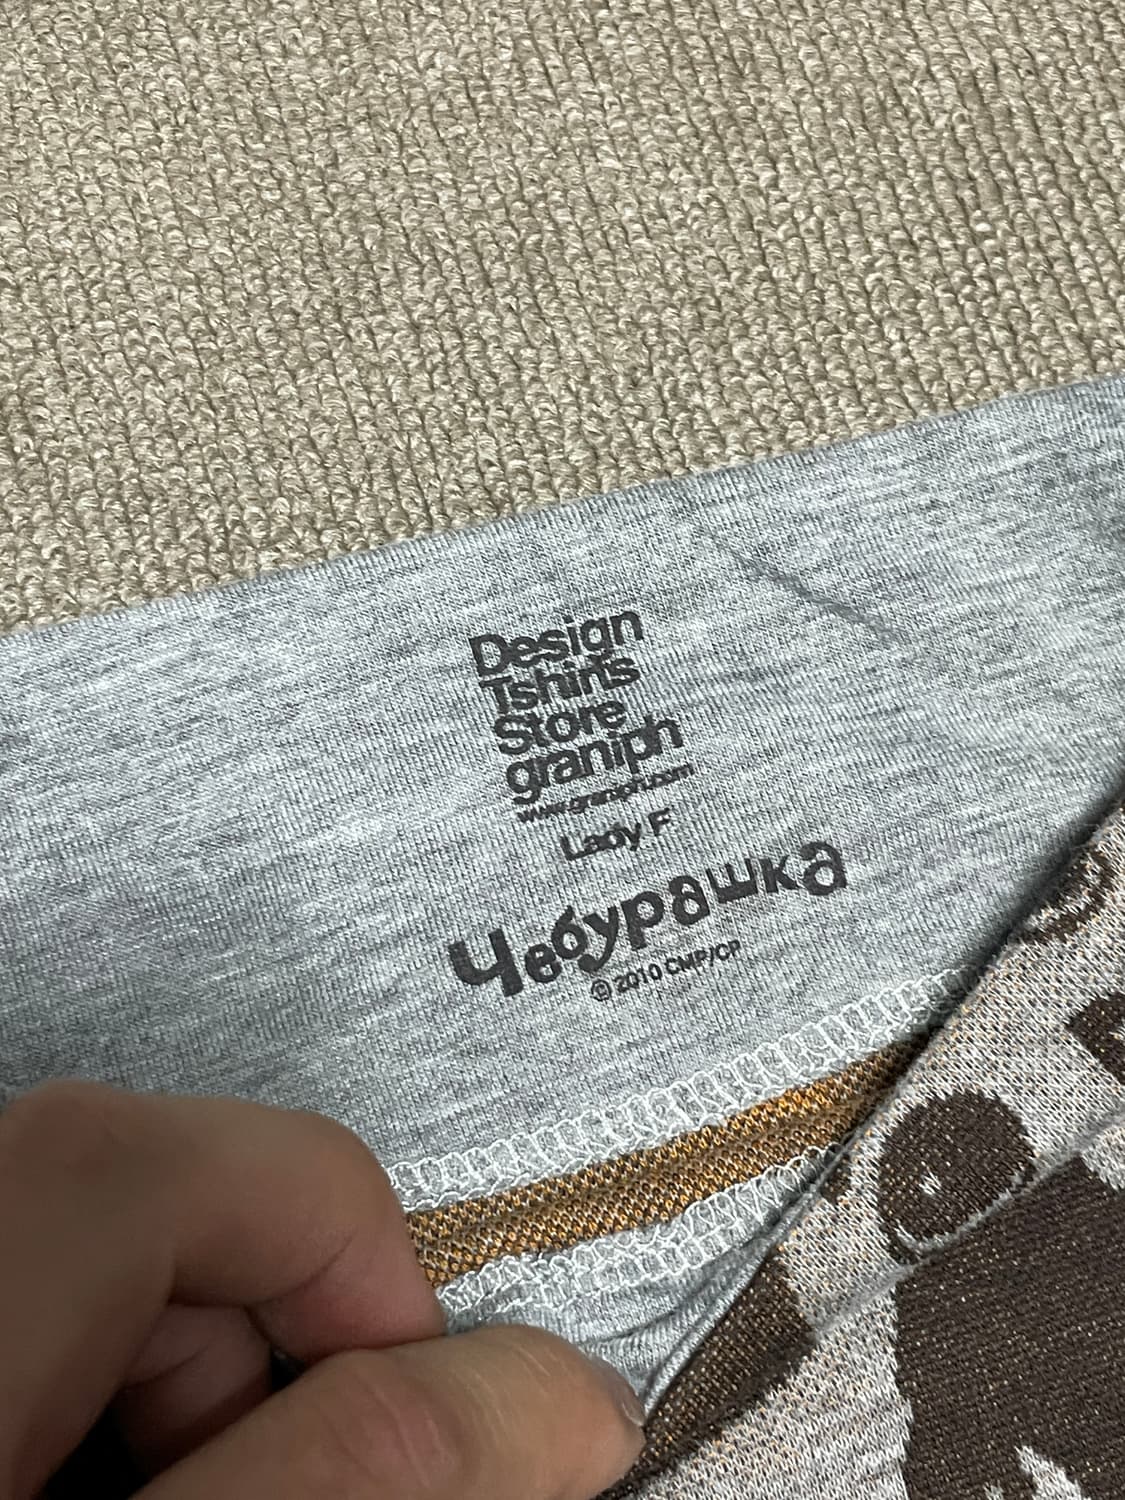 Design
Tshirts
Store
graniph
www.graniph.com
Lady F
Чебурашка
© 2010 CMP/CP